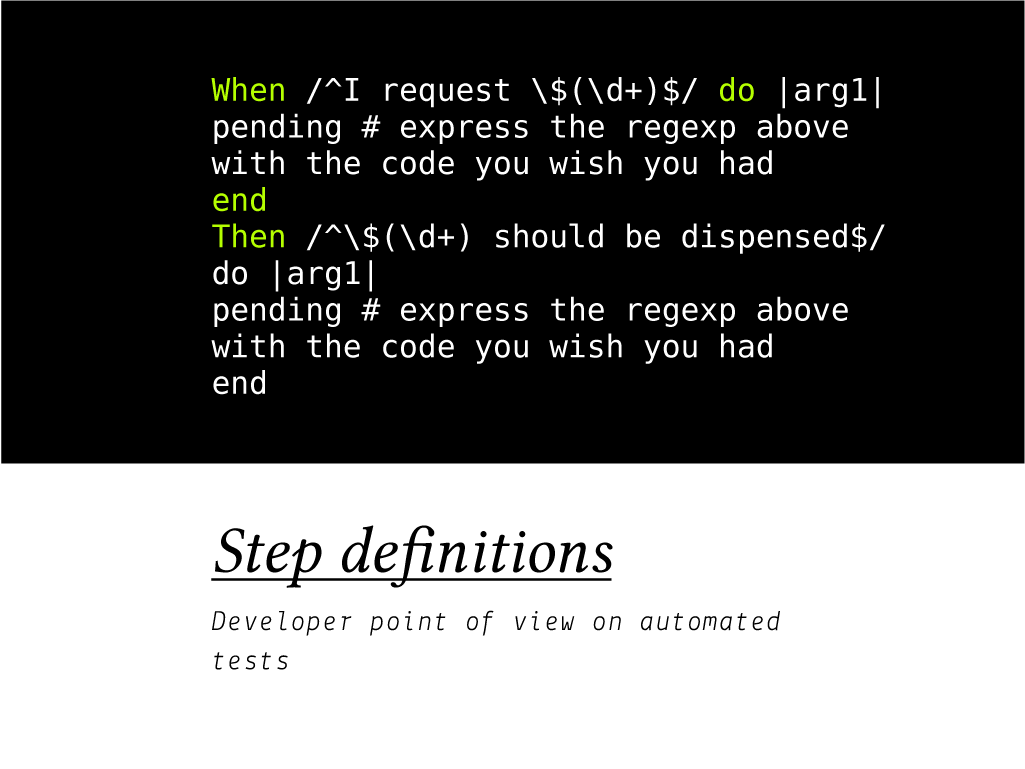 When /^I request \$(\d+)$/ do |arg1|
pending # express the regexp above
with the code you wish you had
end
Then /^\$(\d+) should be dispensed$/
do |arg1|
pending # express the regexp above
with the code you wish you had
end
Step definitions
Developer point of view on automated
tests